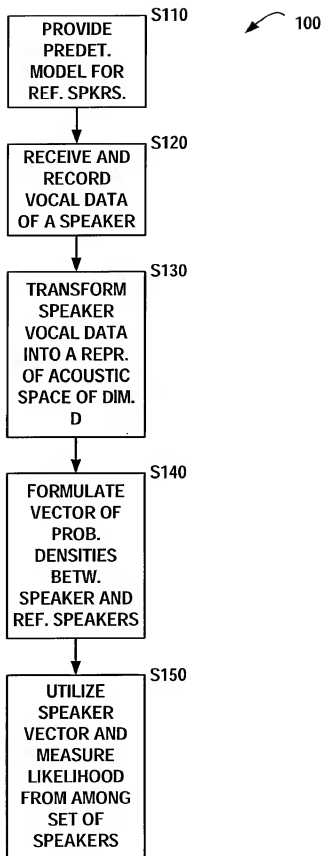 S110
100
PROVIDE
PREDET.
MODEL FOR
REF. SPKRS.
S120
RECEIVE AND
RECORD
VOCAL DATA
OF A SPEAKER
S130
TRANSFORM
SPEAKER
VOCAL DATA
INTO A REPR.
OF ACOUSTIC
SPACE OF DIM.
D
S140
FORMULATE
VECTOR OF
PROB.
DENSITIES
BETW.
SPEAKER AND
REF. SPEAKERS
S150
UTILIZE
SPEAKER
VECTOR AND
MEASURE
LIKELIHOOD
FROM AMONG
SET OF
SPEAKERS